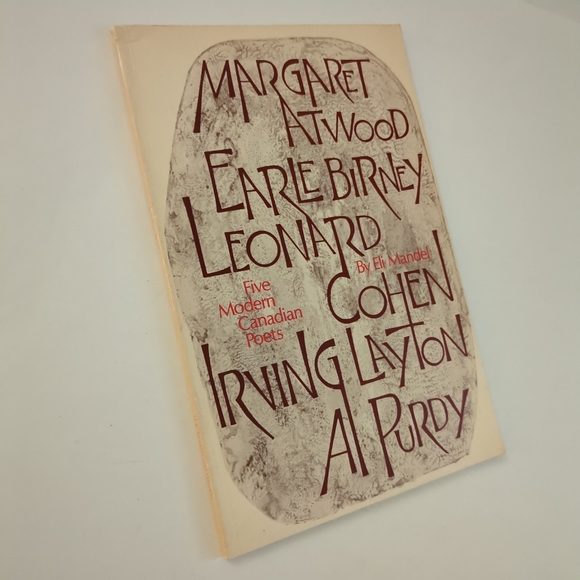 MARGARET
ATWOOD
EARLE BIRNEY
LEONARD
COHEN
By Eli Mandel
Five
Modern
Canadian
Poets
IRVING LAYTON
Al PURDY